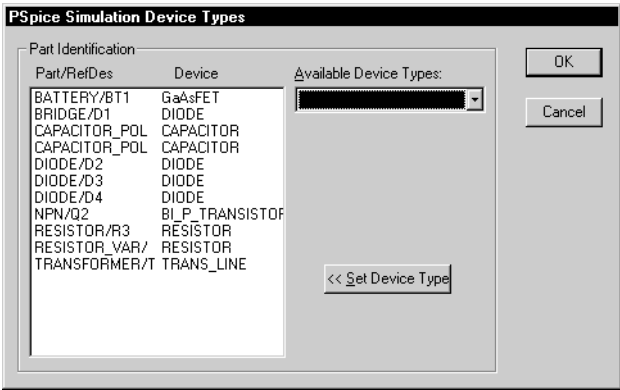 PSpice Simulation Device Types
Part Identification
Part/RefDes Device Available Device Types:
BATTERY/BT1 GaAsFET
BRIDGE/D1 DIODE
CAPACITOR_POL CAPACITOR
CAPACITOR_POL CAPACITOR
DIODE/D2 DIODE
DIODE/D3 DIODE
DIODE/D4 DIODE
NPN/Q2 BI_P_TRANSISTOR
RESISTOR/R3 RESISTOR
RESISTOR_VAR/ RESISTOR
TRANSFORMER/T TRANS_LINE
<< Set Device Type
OK
Cancel